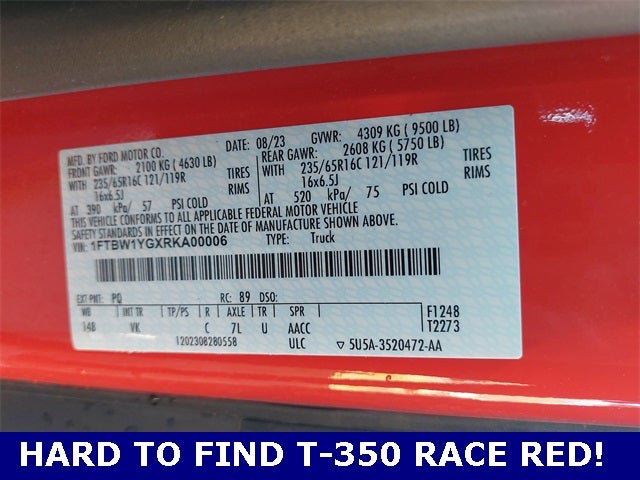 MFD. BY FORD MOTOR CO.
DATE: 08/23 GVWR: 4309 KG ( 9500 LB)
FRONT GAWR: 2100 KG ( 4630 LB)
REAR GAWR: 2608 KG ( 5750 LB)
WITH 235/65R16C 121/119R TIRES
WITH 235/65R16C 121/119R TIRES
16x6.5J RIMS
16x6.5J RIMS
AT 390 kPa/ 57 PSI COLD
AT 520 kPa/ 75 PSI COLD
THIS VEHICLE CONFORMS TO ALL APPLICABLE FEDERAL MOTOR VEHICLE
SAFETY STANDARDS IN EFFECT ON THE DATE OF MANUFACTURE SHOWN ABOVE.
VIN: 1FTBW1YGXRKA00006 TYPE: Truck
EXT PNT: PQ RC: 89 DSO:
WB INT TR TP/PS R AXLE TR SPR F1248
148 VK C 7L U AACC T2273
1202308280558 ULC ▽ 5U5A-3520472-AA
HARD TO FIND T-350 RACE RED!